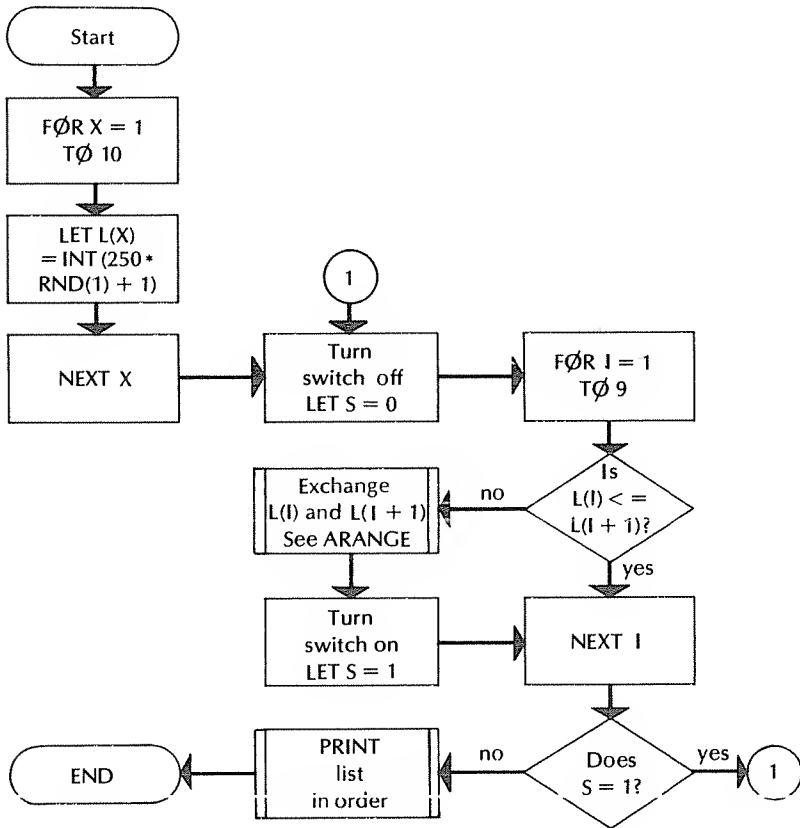 Start
FØR X = 1
TØ 10
LET L(X)
= INT (250 *
RND(1) + 1)
NEXT X
1
Turn
switch off
LET S = 0
FØR I = 1
TØ 9
Is
L(I) < =
L(I + 1)?
no
yes
Exchange
L(I) and L(I + 1)
See ARANGE
Turn
switch on
LET S = 1
NEXT I
Does
S = 1?
yes
1
no
PRINT
list
in order
END